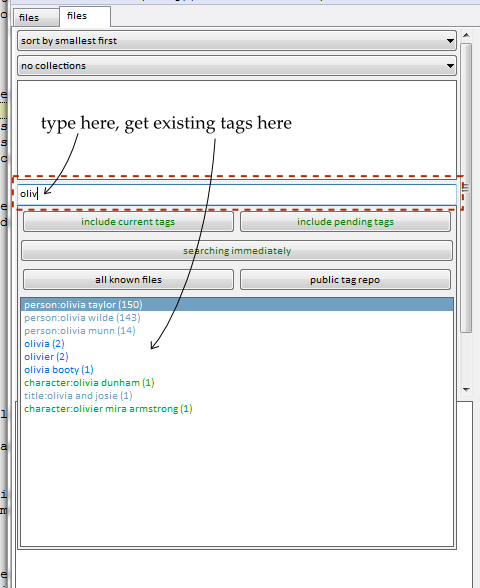 files
files
sort by smallest first
no collections
type here, get existing tags here
oliv
include current tags
include pending tags
searching immediately
all known files
public tag repo
person:olivia taylor (150)
person:olivia wilde (143)
person:olivia munn (14)
olivia (2)
olivier (2)
olivia booty (1)
character:olivia dunham (1)
title:olivia and josie (1)
character:olivier mira armstrong (1)